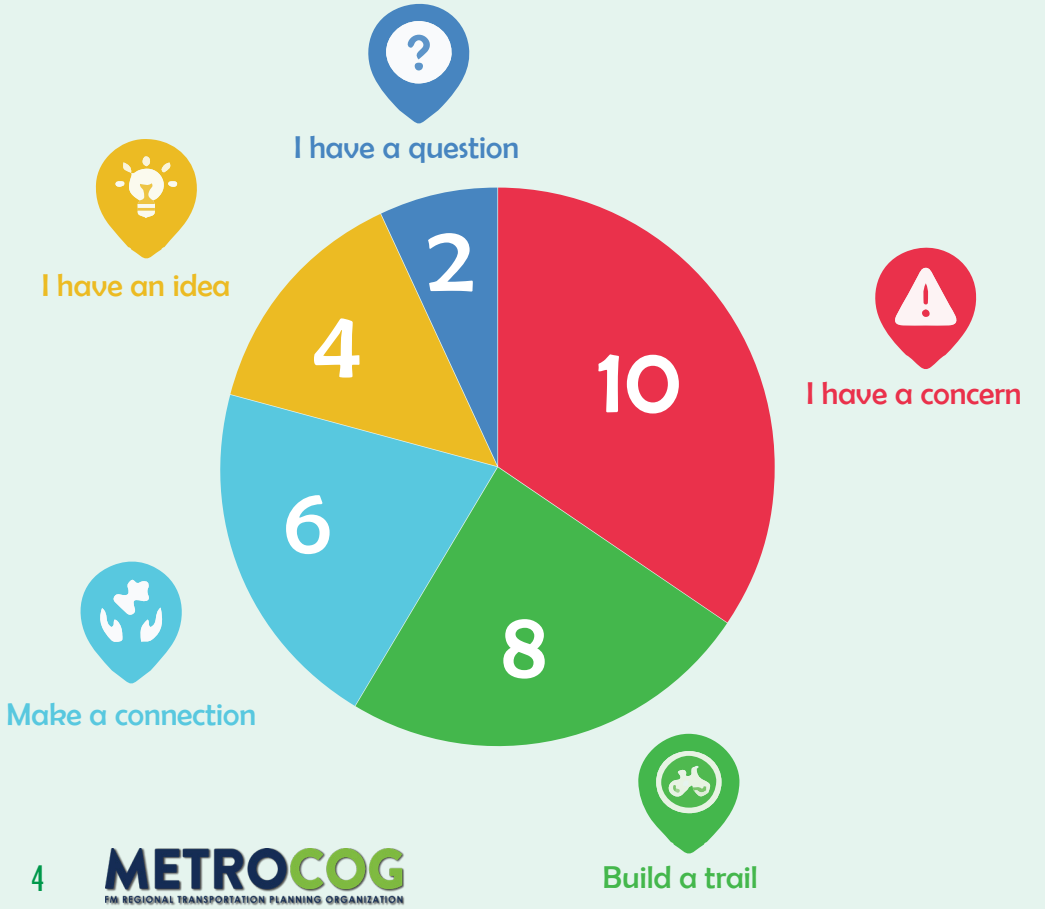 ?
I have a question
I have an idea
2
4
10
!
I have a concern
6
Make a connection
8
Build a trail
4
METROCOG
FM REGIONAL TRANSPORTATION PLANNING ORGANIZATION